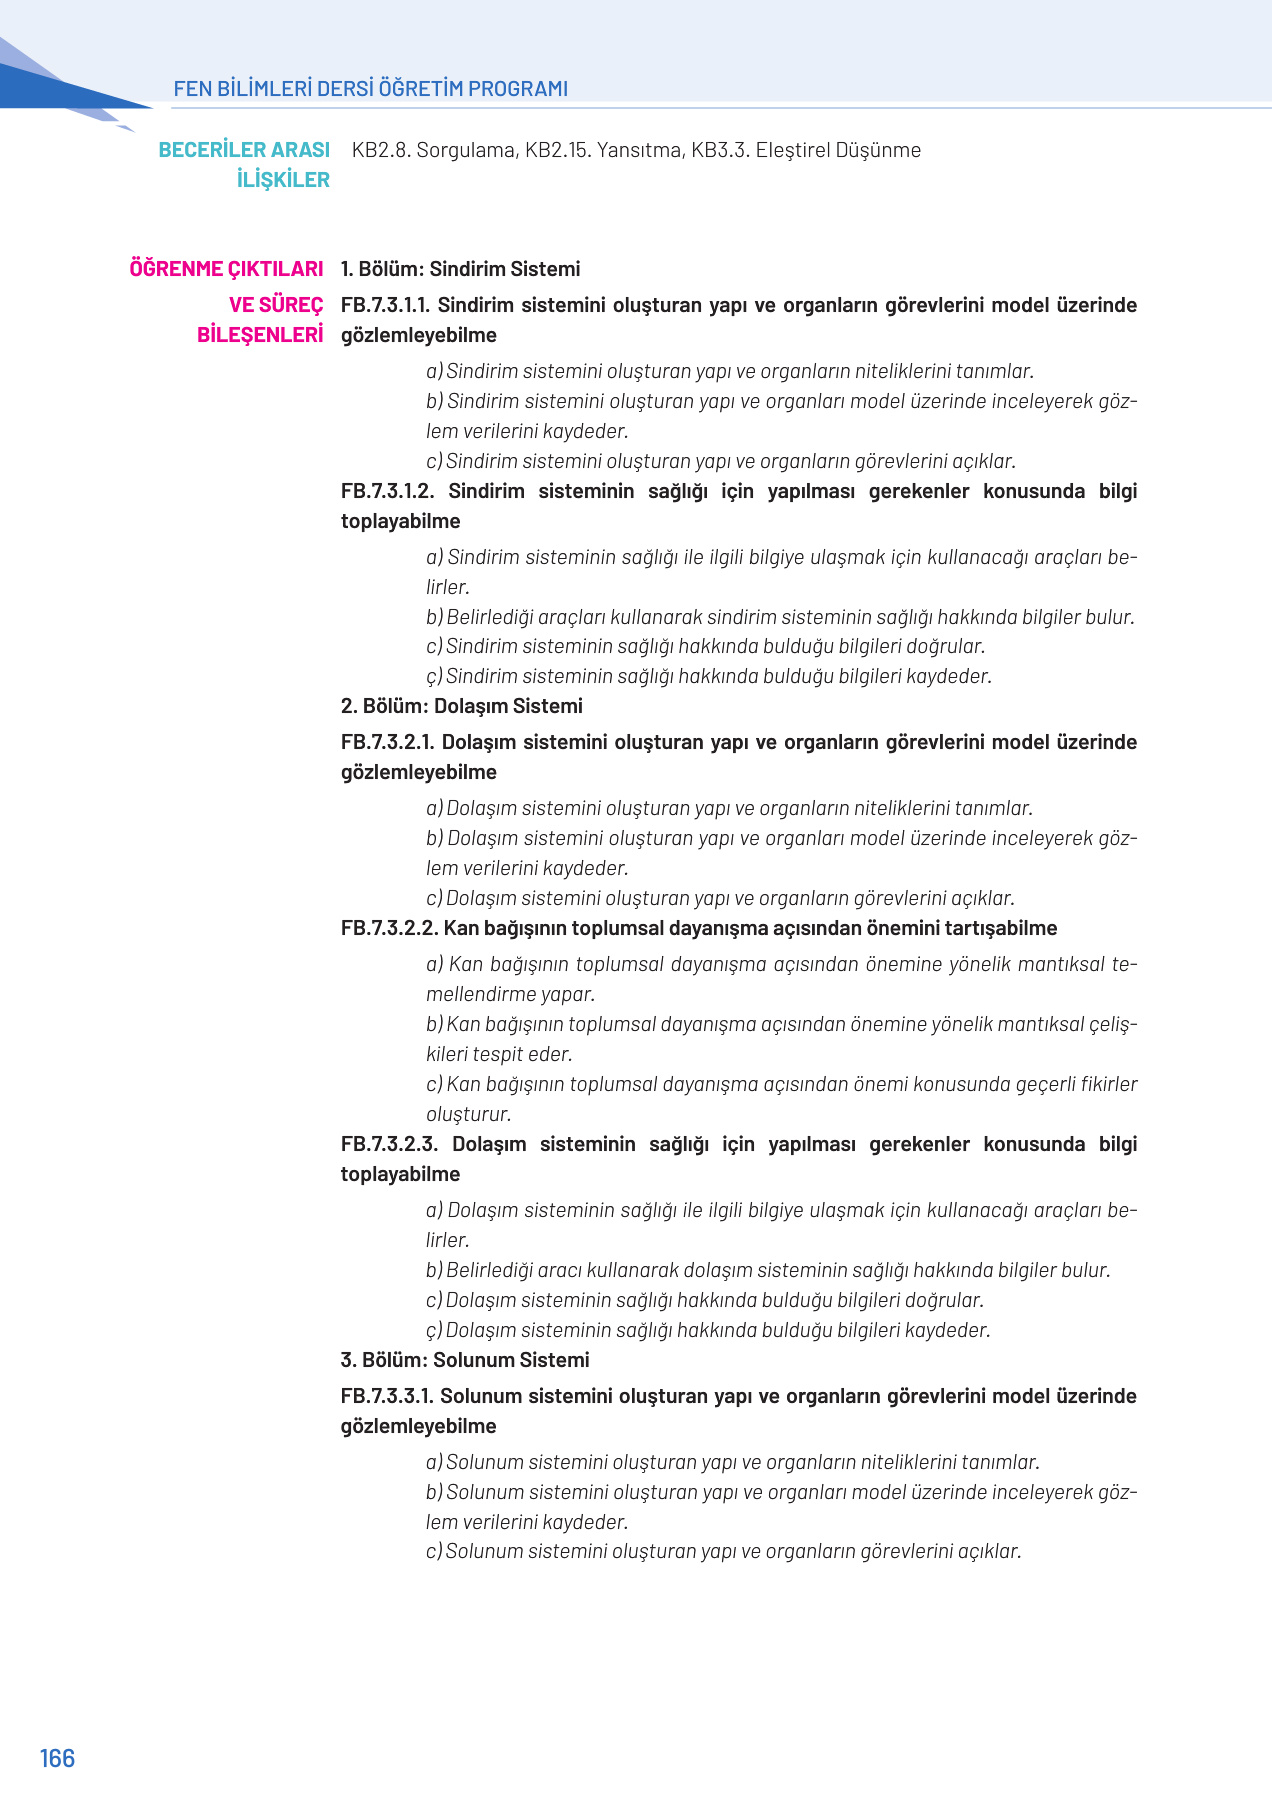 FEN BİLİMLERİ DERSİ ÖĞRETİM PROGRAMI
BECERİLER ARASI İLİŞKİLER
KB2.8. Sorgulama, KB2.15. Yansıtma, KB3.3. Eleştirel Düşünme
ÖĞRENME ÇIKTILARI
VE SÜREÇ
BİLEŞENLERİ
1. Bölüm: Sindirim Sistemi
FB.7.3.1.1. Sindirim sistemini oluşturan yapı ve organların görevlerini model üzerinde
gözlemleyebilme
a) Sindirim sistemini oluşturan yapı ve organların niteliklerini tanımlar.
b) Sindirim sistemini oluşturan yapı ve organları model üzerinde inceleyerek göz-
lem verilerini kaydeder.
c) Sindirim sistemini oluşturan yapı ve organların görevlerini açıklar.
FB.7.3.1.2. Sindirim sisteminin sağlığı için yapılması gerekenler konusunda bilgi
toplayabilme
a) Sindirim sisteminin sağlığı ile ilgili bilgiye ulaşmak için kullanacağı araçları be-
lirler.
b) Belirlediği araçları kullanarak sindirim sisteminin sağlığı hakkında bilgiler bulur.
c) Sindirim sisteminin sağlığı hakkında bulduğu bilgileri doğrular.
ç) Sindirim sisteminin sağlığı hakkında bulduğu bilgileri kaydeder.
2. Bölüm: Dolaşım Sistemi
FB.7.3.2.1. Dolaşım sistemini oluşturan yapı ve organların görevlerini model üzerinde
gözlemleyebilme
a) Dolaşım sistemini oluşturan yapı ve organların niteliklerini tanımlar.
b) Dolaşım sistemini oluşturan yapı ve organları model üzerinde inceleyerek göz-
lem verilerini kaydeder.
c) Dolaşım sistemini oluşturan yapı ve organların görevlerini açıklar.
FB.7.3.2.2. Kan bağışının toplumsal dayanışma açısından önemini tartışabilme
a) Kan bağışının toplumsal dayanışma açısından önemine yönelik mantıksal te-
mellendirme yapar.
b) Kan bağışının toplumsal dayanışma açısından önemine yönelik mantıksal çeliş-
kileri tespit eder.
c) Kan bağışının toplumsal dayanışma açısından önemi konusunda geçerli fikirler
oluşturur.
FB.7.3.2.3. Dolaşım sisteminin sağlığı için yapılması gerekenler konusunda bilgi
toplayabilme
a) Dolaşım sisteminin sağlığı ile ilgili bilgiye ulaşmak için kullanacağı araçları be-
lirler.
b) Belirlediği aracı kullanarak dolaşım sisteminin sağlığı hakkında bilgiler bulur.
c) Dolaşım sisteminin sağlığı hakkında bulduğu bilgileri doğrular.
ç) Dolaşım sisteminin sağlığı hakkında bulduğu bilgileri kaydeder.
3. Bölüm: Solunum Sistemi
FB.7.3.3.1. Solunum sistemini oluşturan yapı ve organların görevlerini model üzerinde
gözlemleyebilme
a) Solunum sistemini oluşturan yapı ve organların niteliklerini tanımlar.
b) Solunum sistemini oluşturan yapı ve organları model üzerinde inceleyerek göz-
lem verilerini kaydeder.
c) Solunum sistemini oluşturan yapı ve organların görevlerini açıklar.
166